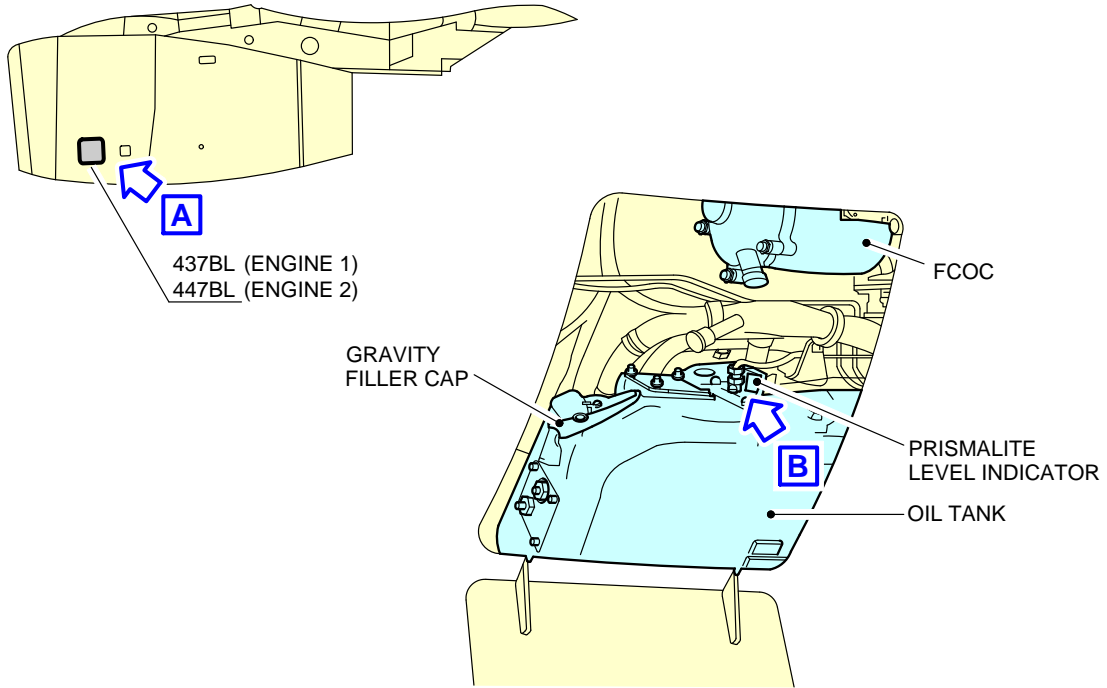 A
437BL (ENGINE 1)
447BL (ENGINE 2)
FCOC
GRAVITY
FILLER CAP
B
PRISMALITE
LEVEL INDICATOR
OIL TANK